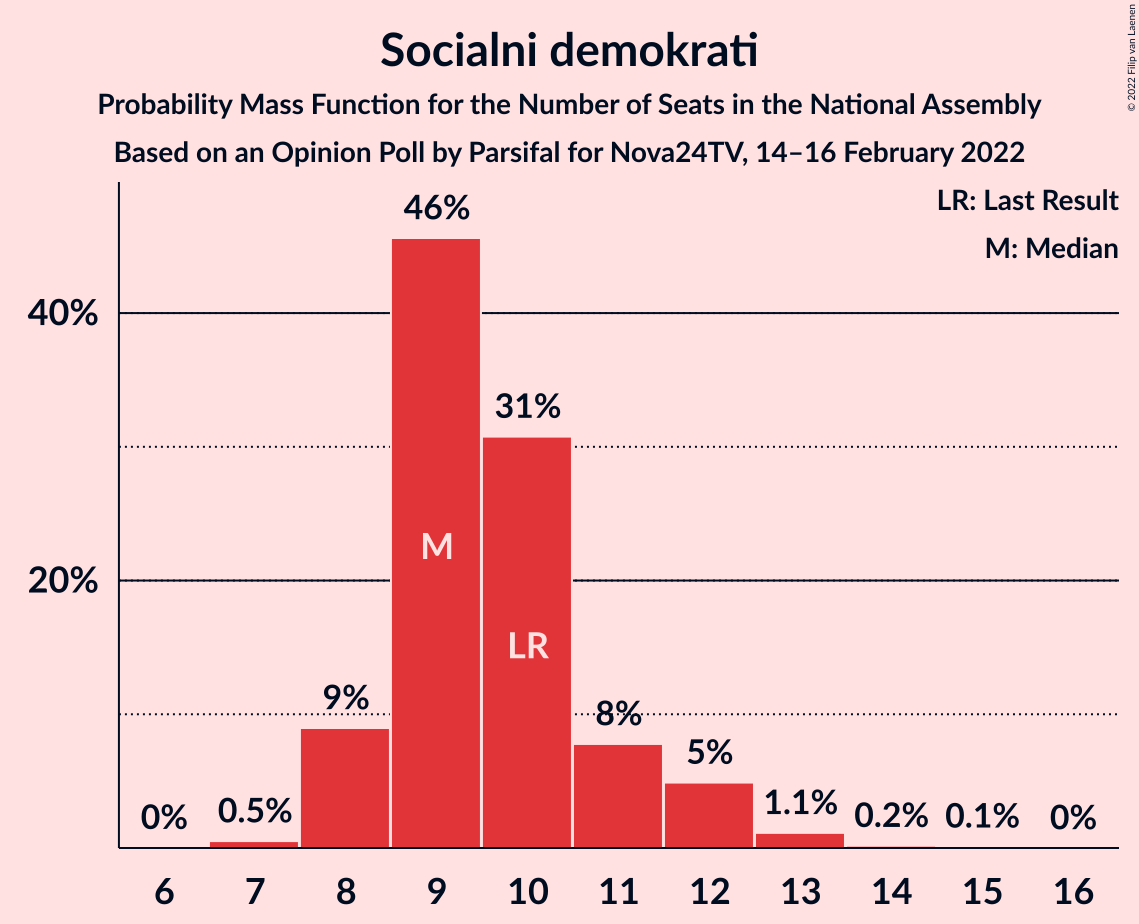 Socialni demokrati
Probability Mass Function for the Number of Seats in the National Assembly
Based on an Opinion Poll by Parsifal for Nova24TV, 14–16 February 2022
© 2022 Filip van Laenen
LR: Last Result
M: Median
46%
40%
31%
M
20%
LR
9%
8%
5%
0%
0.5%
1.1%
0.2%
0.1%
0%
6 7 8 9 10 11 12 13 14 15 16